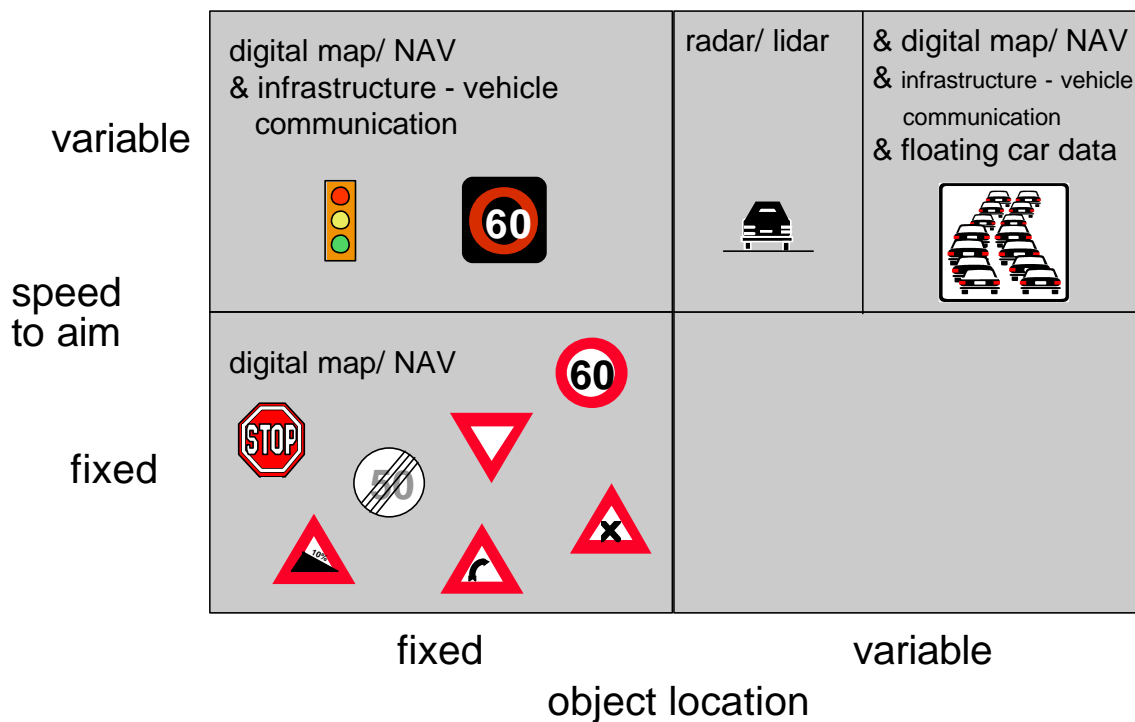 digital map/ NAV
& infrastructure - vehicle
communication
radar/ lidar
& digital map/ NAV
& infrastructure - vehicle
communication
& floating car data
variable
60
speed
to aim
digital map/ NAV
60
STOP
50
fixed
10%
fixed
variable
object location